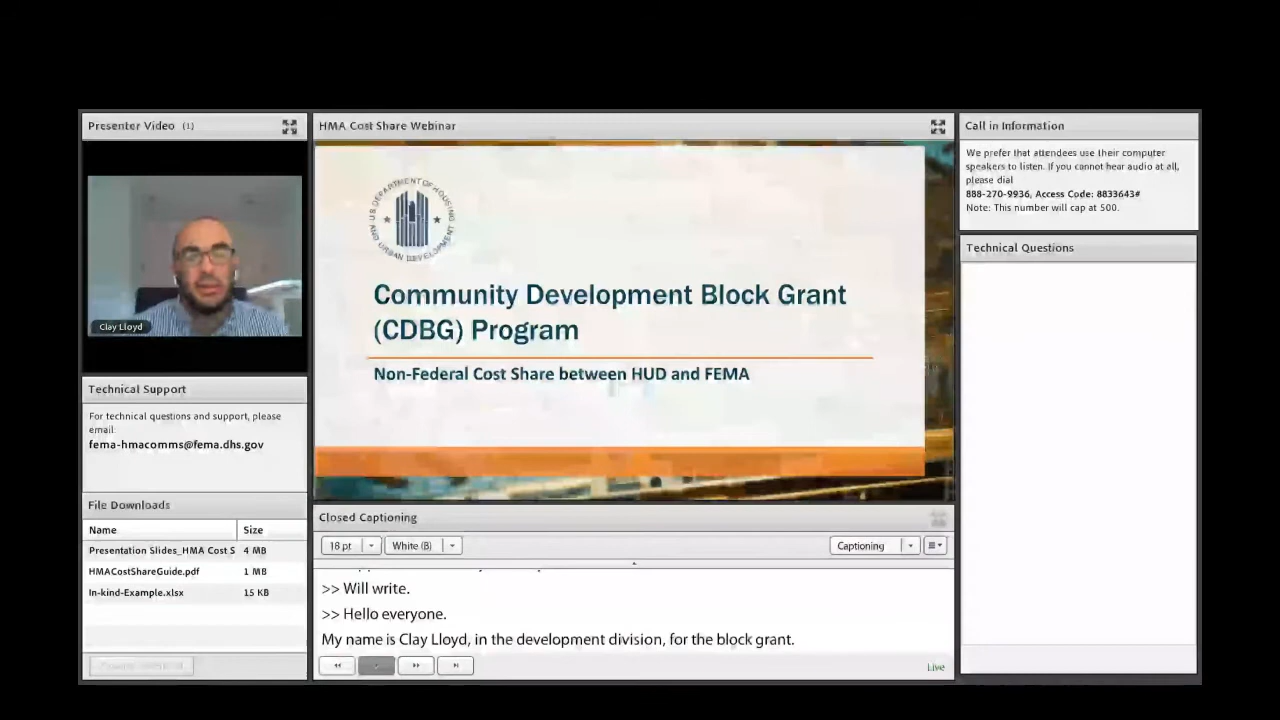 Presenter Video (1)
Clay Lloyd
Technical Support
For technical questions and support, please
email:
fema-hmacomms@fema.dhs.gov
File Downloads
Name Size
Presentation Slides_HMA Cost S 4 MB
HMACostShareGuide.pdf 1 MB
In-kind-Example.xlsx 15 KB
HMA Cost Share Webinar
U.S. DEPARTMENT OF HOUSING
AND URBAN DEVELOPMENT
Community Development Block Grant
(CDBG) Program
Non-Federal Cost Share between HUD and FEMA
Closed Captioning
18 pt White (B) Captioning
>> Will write.
>> Hello everyone.
My name is Clay Lloyd, in the development division, for the block grant.
Live
Call in Information
We prefer that attendees use their computer
speakers to listen. If you cannot hear audio at all,
please dial
888-270-9936, Access Code: 8833643#
Note: This number will cap at 500.
Technical Questions